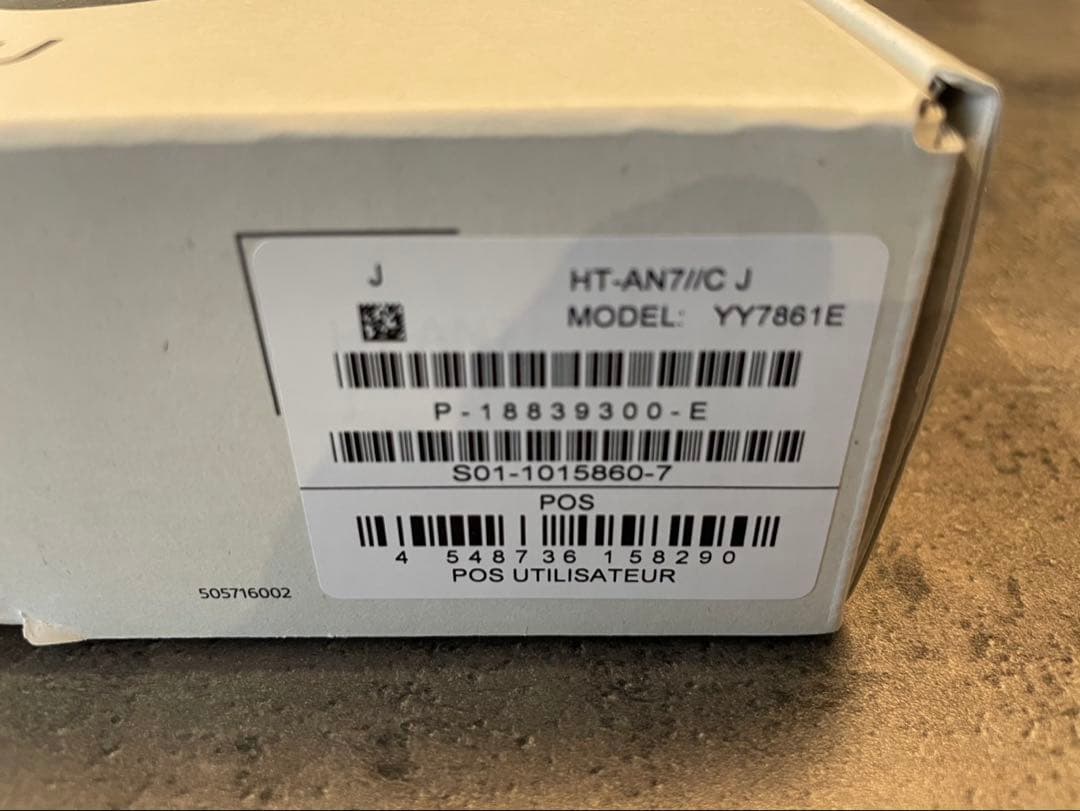 J
HT-AN7//C J
MODEL: YY7861E
P-18839300-E
S01-1015860-7
POS
4 548736 158290
POS UTILISATEUR
505716002